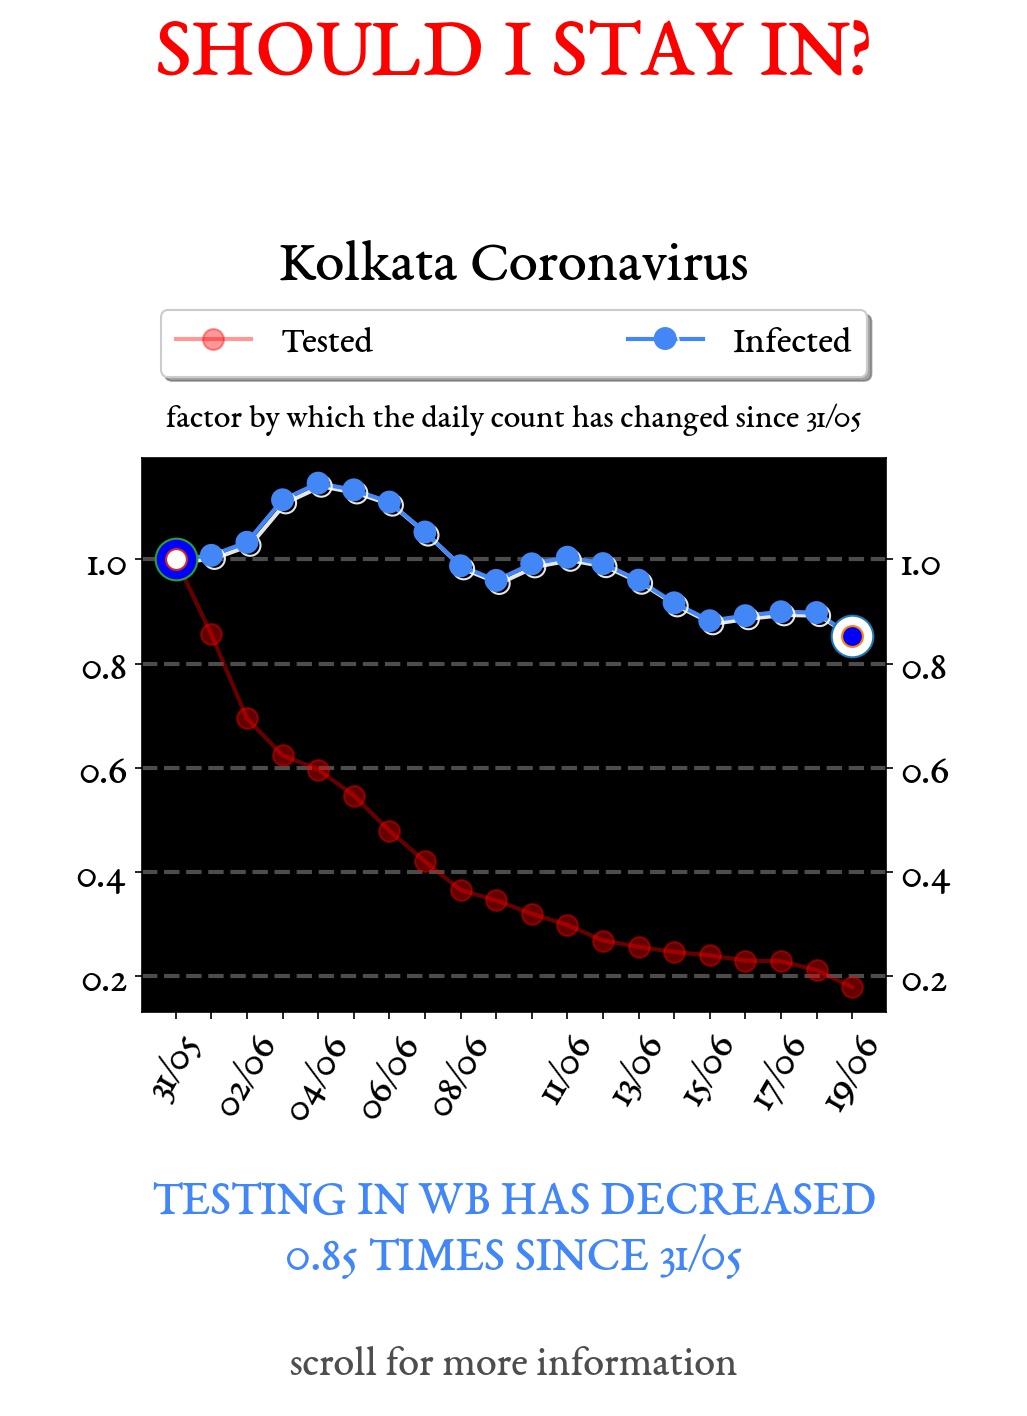 SHOULD I STAY IN?
Kolkata Coronavirus
Tested Infected
factor by which the daily count has changed since 31/05
1.0 1.0
0.8 0.8
0.6 0.6
0.4 0.4
0.2 0.2
31/05 02/06 04/06 06/06 08/06 11/06 13/06 15/06 17/06 19/06
TESTING IN WB HAS DECREASED
0.85 TIMES SINCE 31/05
scroll for more information